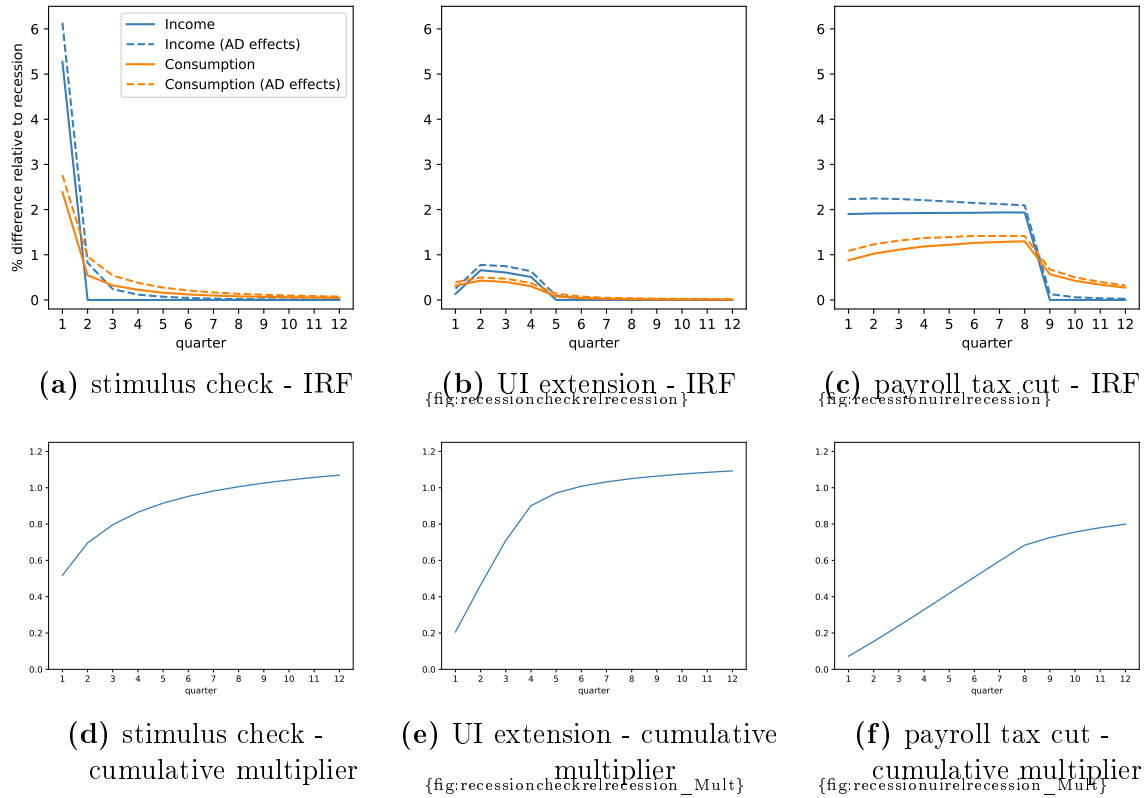 6
5
4
3
2
1
0
% difference relative to recession
Income
Income (AD effects)
Consumption
Consumption (AD effects)
1 2 3 4 5 6 7 8 9 10 11 12
quarter
6
5
4
3
2
1
0
1 2 3 4 5 6 7 8 9 10 11 12
quarter
6
5
4
3
2
1
0
1 2 3 4 5 6 7 8 9 10 11 12
quarter
(a) stimulus check - IRF
(b) UI extension - IRF
{fig:recessioncheckrelrecession}
(c) payroll tax cut - IRF
{fig:recessionuirelrecession}
1.2
1.0
0.8
0.6
0.4
0.2
0.0
1 2 3 4 5 6 7 8 9 10 11 12
quarter
1.2
1.0
0.8
0.6
0.4
0.2
0.0
1 2 3 4 5 6 7 8 9 10 11 12
quarter
1.2
1.0
0.8
0.6
0.4
0.2
0.0
1 2 3 4 5 6 7 8 9 10 11 12
quarter
(d) stimulus check -
cumulative multiplier
(e) UI extension - cumulative
multiplier
{fig:recessioncheckrelrecession_Mult}
(f) payroll tax cut -
cumulative multiplier
{fig:recessionuirelrecession_Mult}